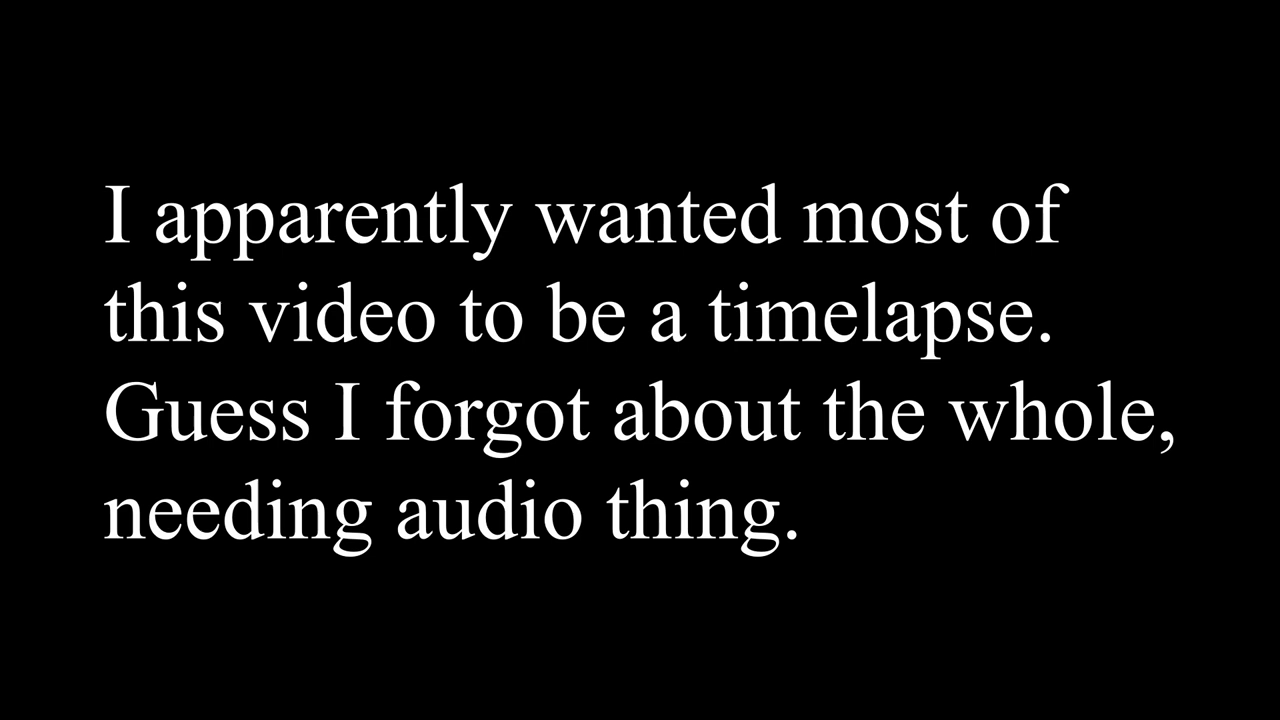 I apparently wanted most of
this video to be a timelapse.
Guess I forgot about the whole,
needing audio thing.